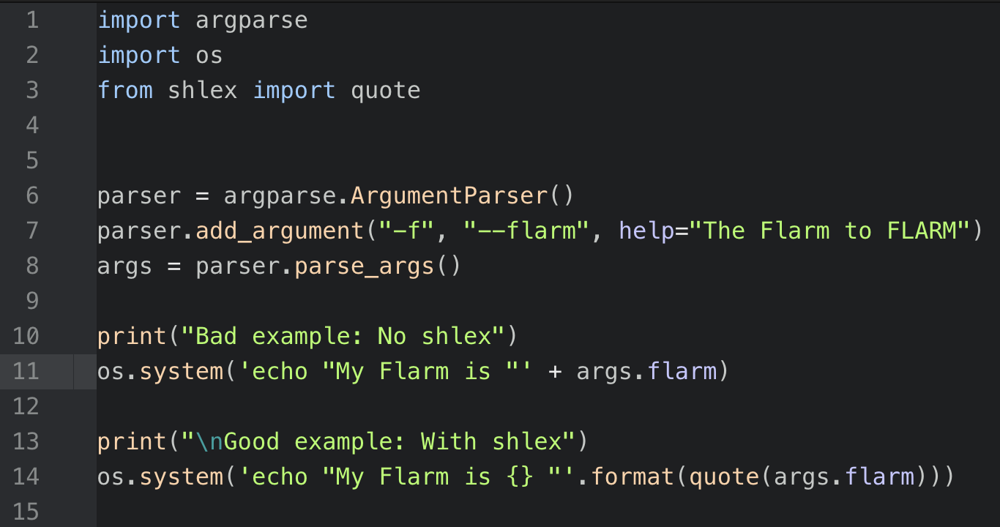 1 import argparse
2 import os
3 from shlex import quote
4
5
6 parser = argparse.ArgumentParser()
7 parser.add_argument("-f", "--flarm", help="The Flarm to FLARM")
8 args = parser.parse_args()
9
10 print("Bad example: No shlex")
11 os.system('echo "My Flarm is "' + args.flarm)
12
13 print("\nGood example: With shlex")
14 os.system('echo "My Flarm is {} "'.format(quote(args.flarm)))
15